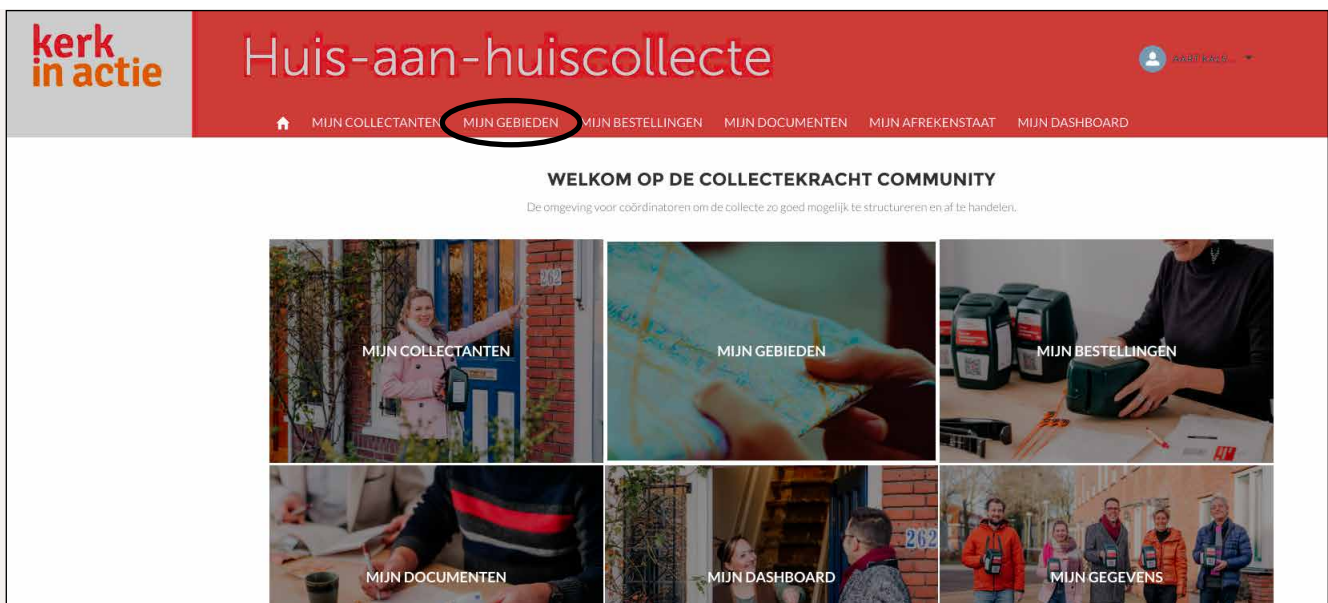 kerk
in actie
Huis-aan-huiscollecte
MIJN COLLECTANTEN MIJN GEBIEDEN MIJN BESTELLINGEN MIJN DOCUMENTEN MIJN AFREKENSTAAT MIJN DASHBOARD
WELKOM OP DE COLLECTEKRACHT COMMUNITY
De omgeving voor coördinatoren om de collecte zo goed mogelijk te structureren en af te handelen.
262
MIJN COLLECTANTEN MIJN GEBIEDEN MIJN BESTELLINGEN
262
MIJN DOCUMENTEN MIJN DASHBOARD MIJN GEGEVENS